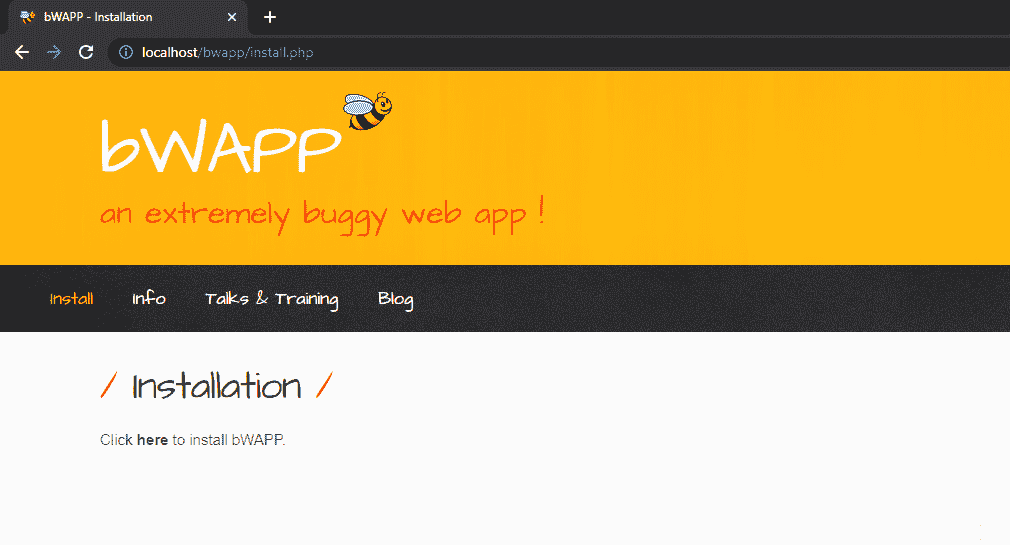 bWAPP - Installation
localhost/bwapp/install.php
bWAPP
an extremely buggy web app !
Install Info Talks & Training Blog
/ Installation /
Click here to install bWAPP.